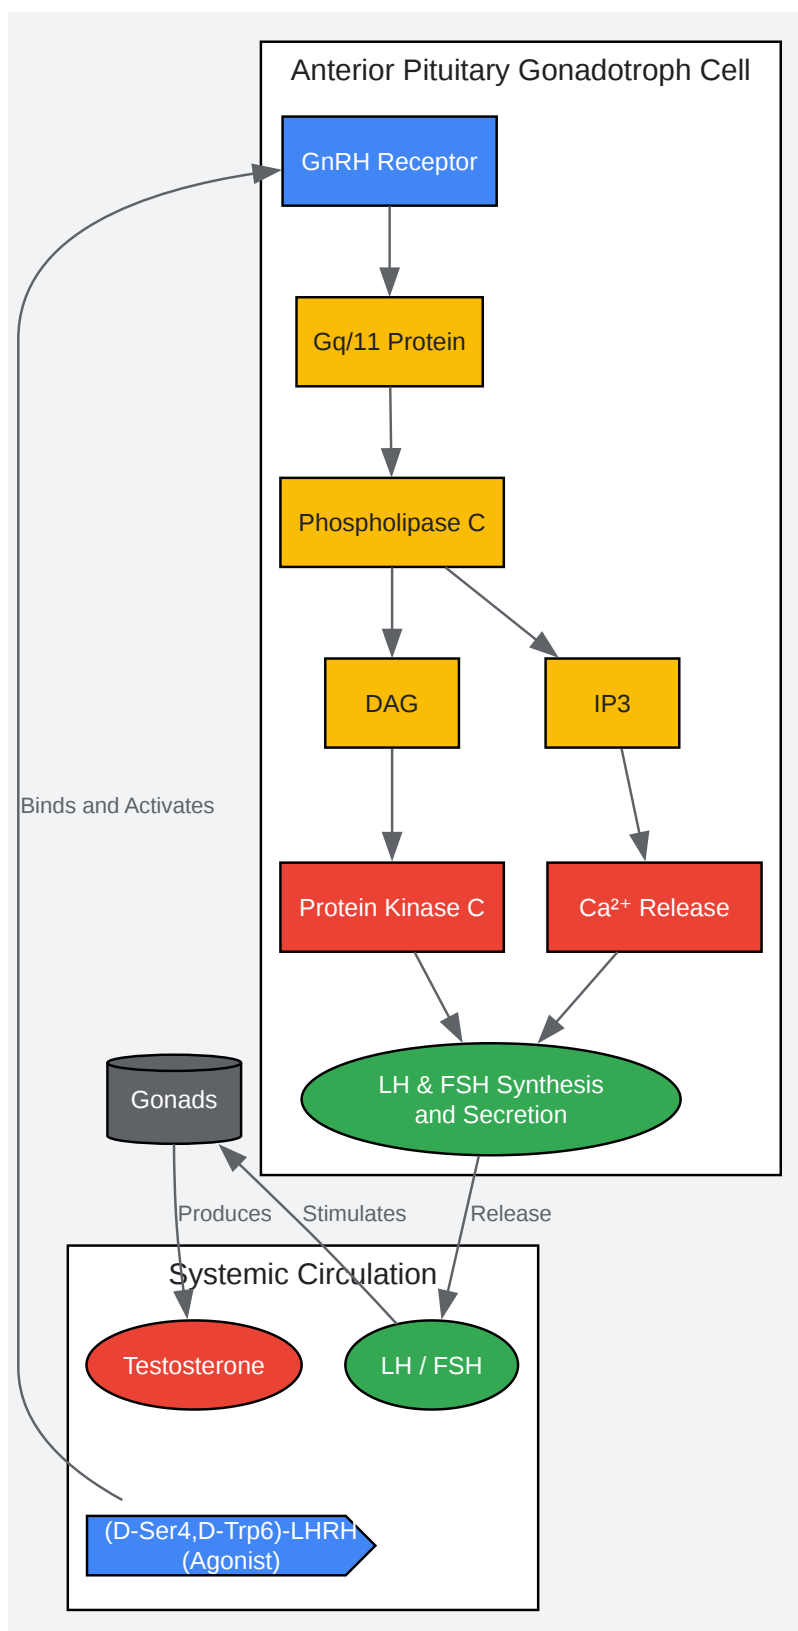 Anterior Pituitary Gonadotroph Cell
GnRH Receptor
Gq/11 Protein
Phospholipase C
DAG
IP3
Binds and Activates
Protein Kinase C
Ca²⁺ Release
Gonads
LH & FSH Synthesis
and Secretion
Produces
Stimulates
Release
Systemic Circulation
Testosterone
LH / FSH
(D-Ser4,D-Trp6)-LHRH
(Agonist)